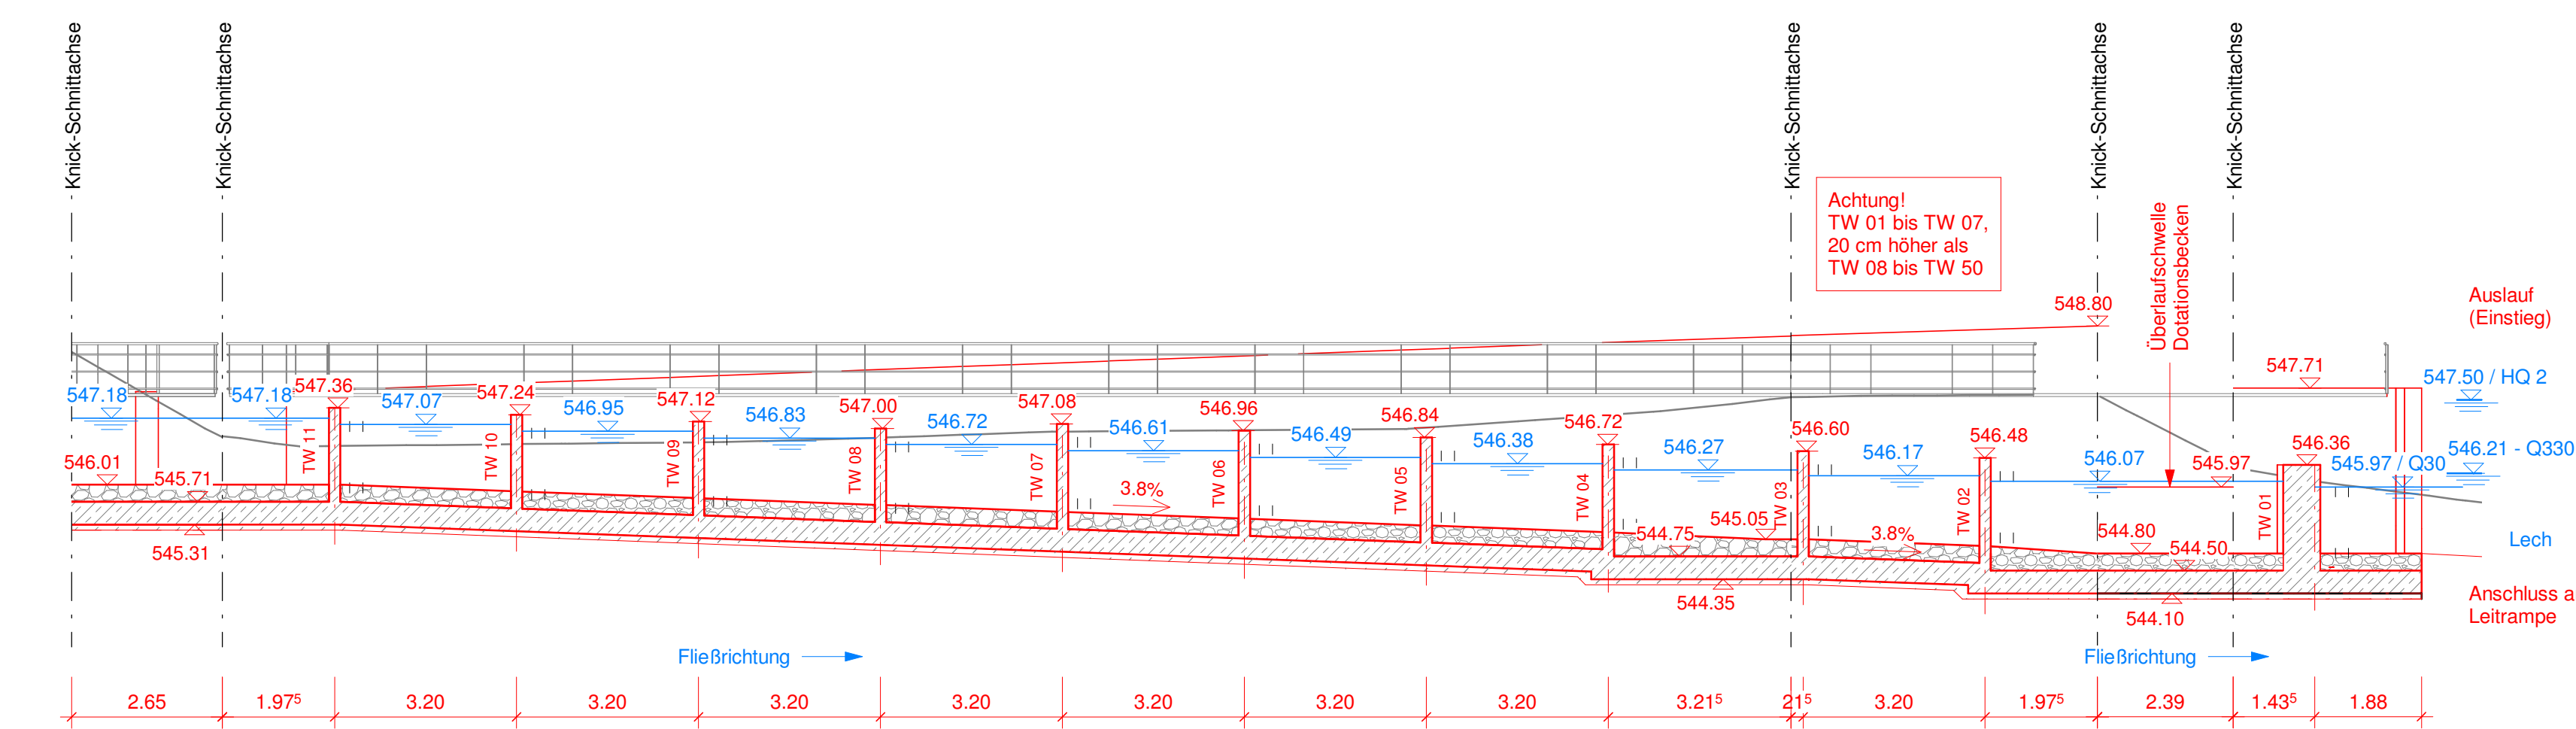 Knick-Schnittachse
Knick-Schnittachse
Knick-Schnittachse
Knick-Schnittachse
Knick-Schnittachse
Achtung!
TW 01 bis TW 07,
20 cm höher als
TW 08 bis TW 50
Überlaufschwelle
Dotationsbecken
548.80
Auslauf
(Einstieg)
547.71
547.50 / HQ 2
547.18
547.18
547.36
547.07
547.24
546.95
547.12
546.83
547.00
546.72
547.08
546.61
546.96
546.49
546.84
546.38
546.72
546.27
546.60
546.17
546.48
546.07
545.97
546.36
545.97 / Q30
546.21 - Q330
546.01
545.71
545.31
TW 11
TW 10
TW 09
TW 08
TW 07
3.8%
TW 06
TW 05
TW 04
544.75
545.05
544.35
TW 03
3.8%
TW 02
544.80
544.50
544.10
TW 01
Lech
Anschluss a
Leitrampe
Fließrichtung
Fließrichtung
2.65
1.97⁵
3.20
3.20
3.20
3.20
3.20
3.20
3.20
3.21⁵
21⁵
3.20
1.97⁵
2.39
1.43⁵
1.88